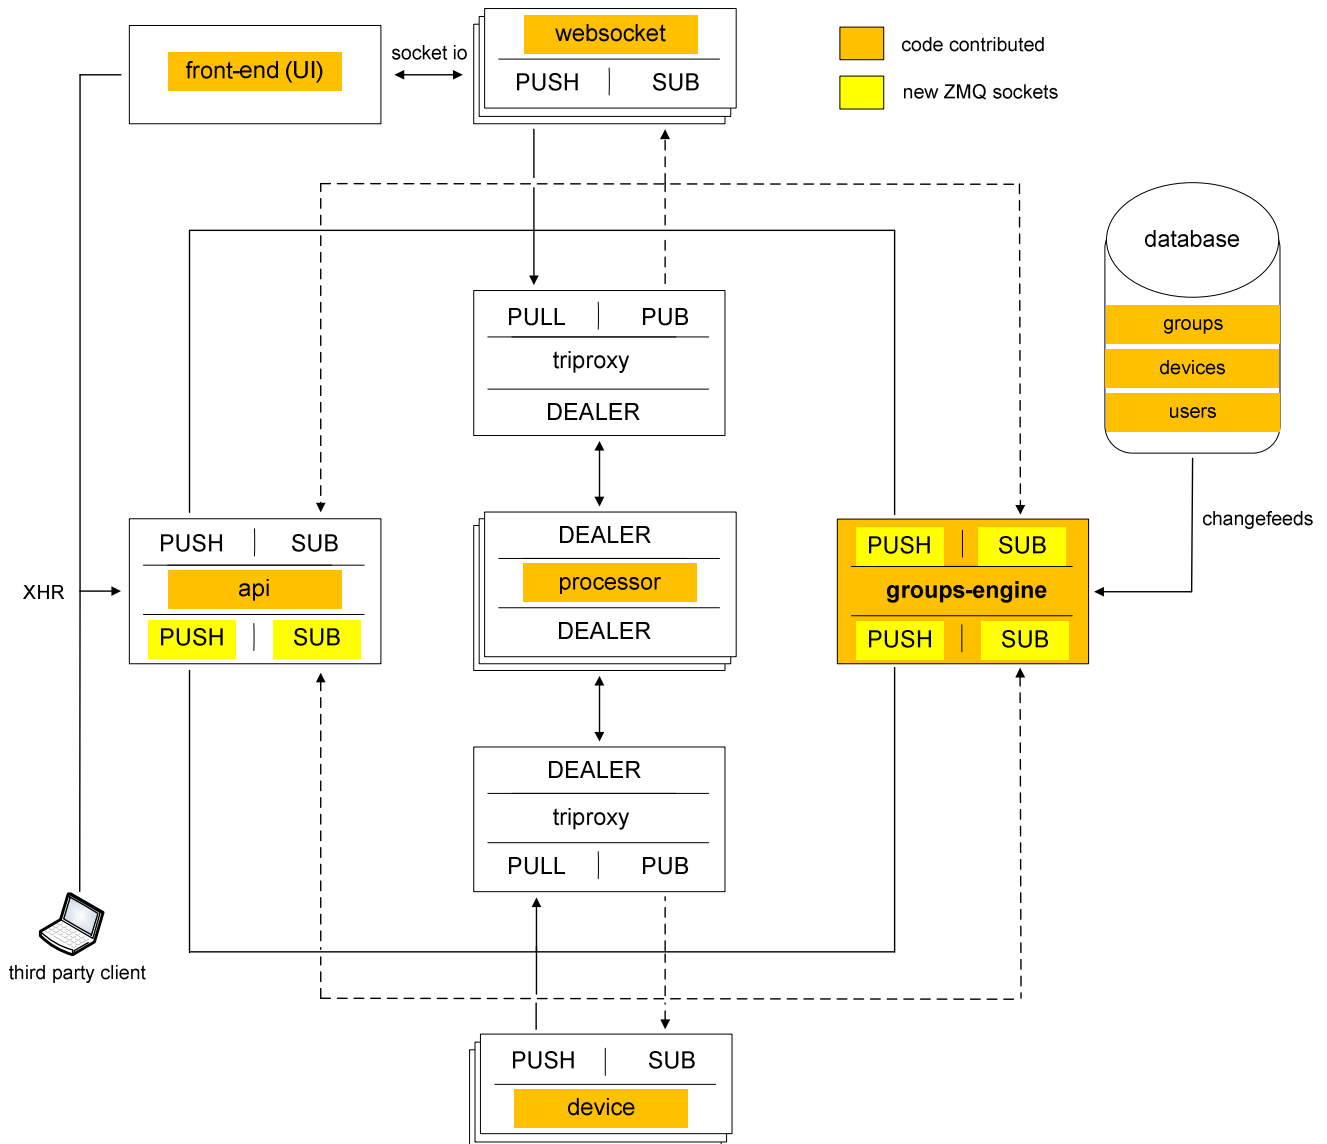 websocket
code contributed
socket io
front-end (UI)
PUSH | SUB
new ZMQ sockets
database
PULL | PUB
groups
triproxy
devices
DEALER
users
changefeeds
PUSH | SUB
DEALER
PUSH | SUB
XHR
api
processor
groups-engine
PUSH | SUB
DEALER
PUSH | SUB
DEALER
triproxy
PULL | PUB
third party client
PUSH | SUB
device